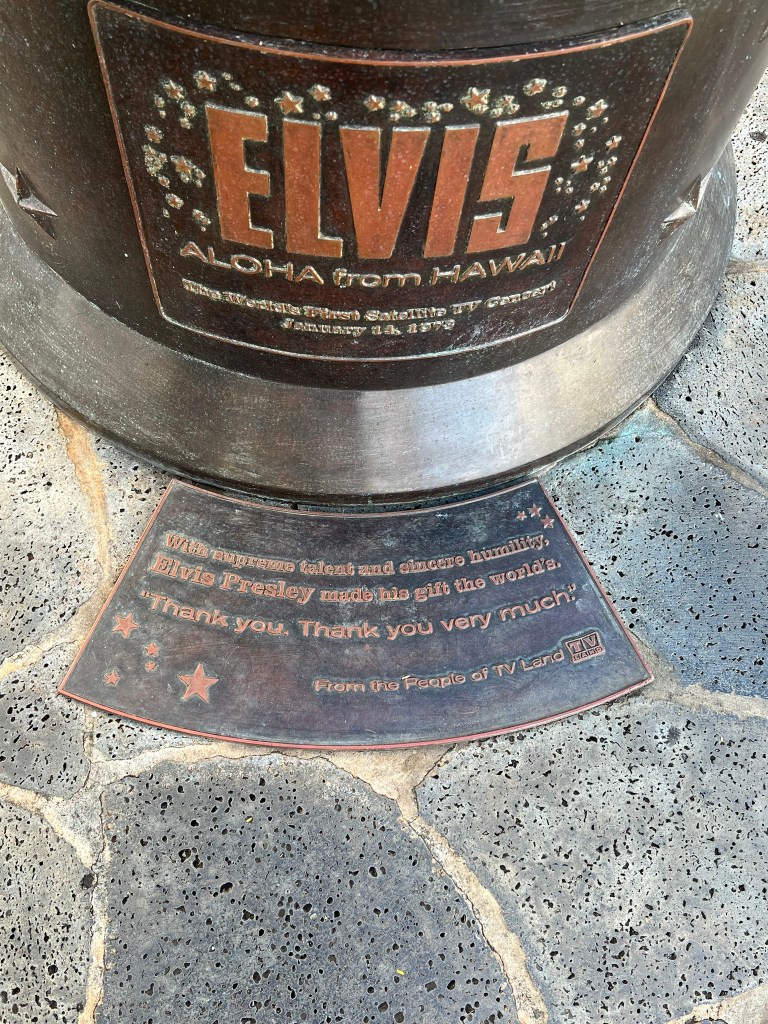 ELVIS
ALOHA from HAWAII
The World's First Satellite TV Concert
January 14, 1973
With supreme talent and sincere humility,
Elvis Presley made his gift the world's.
"Thank you. Thank you very much."
From the People of TV Land TV
LAND